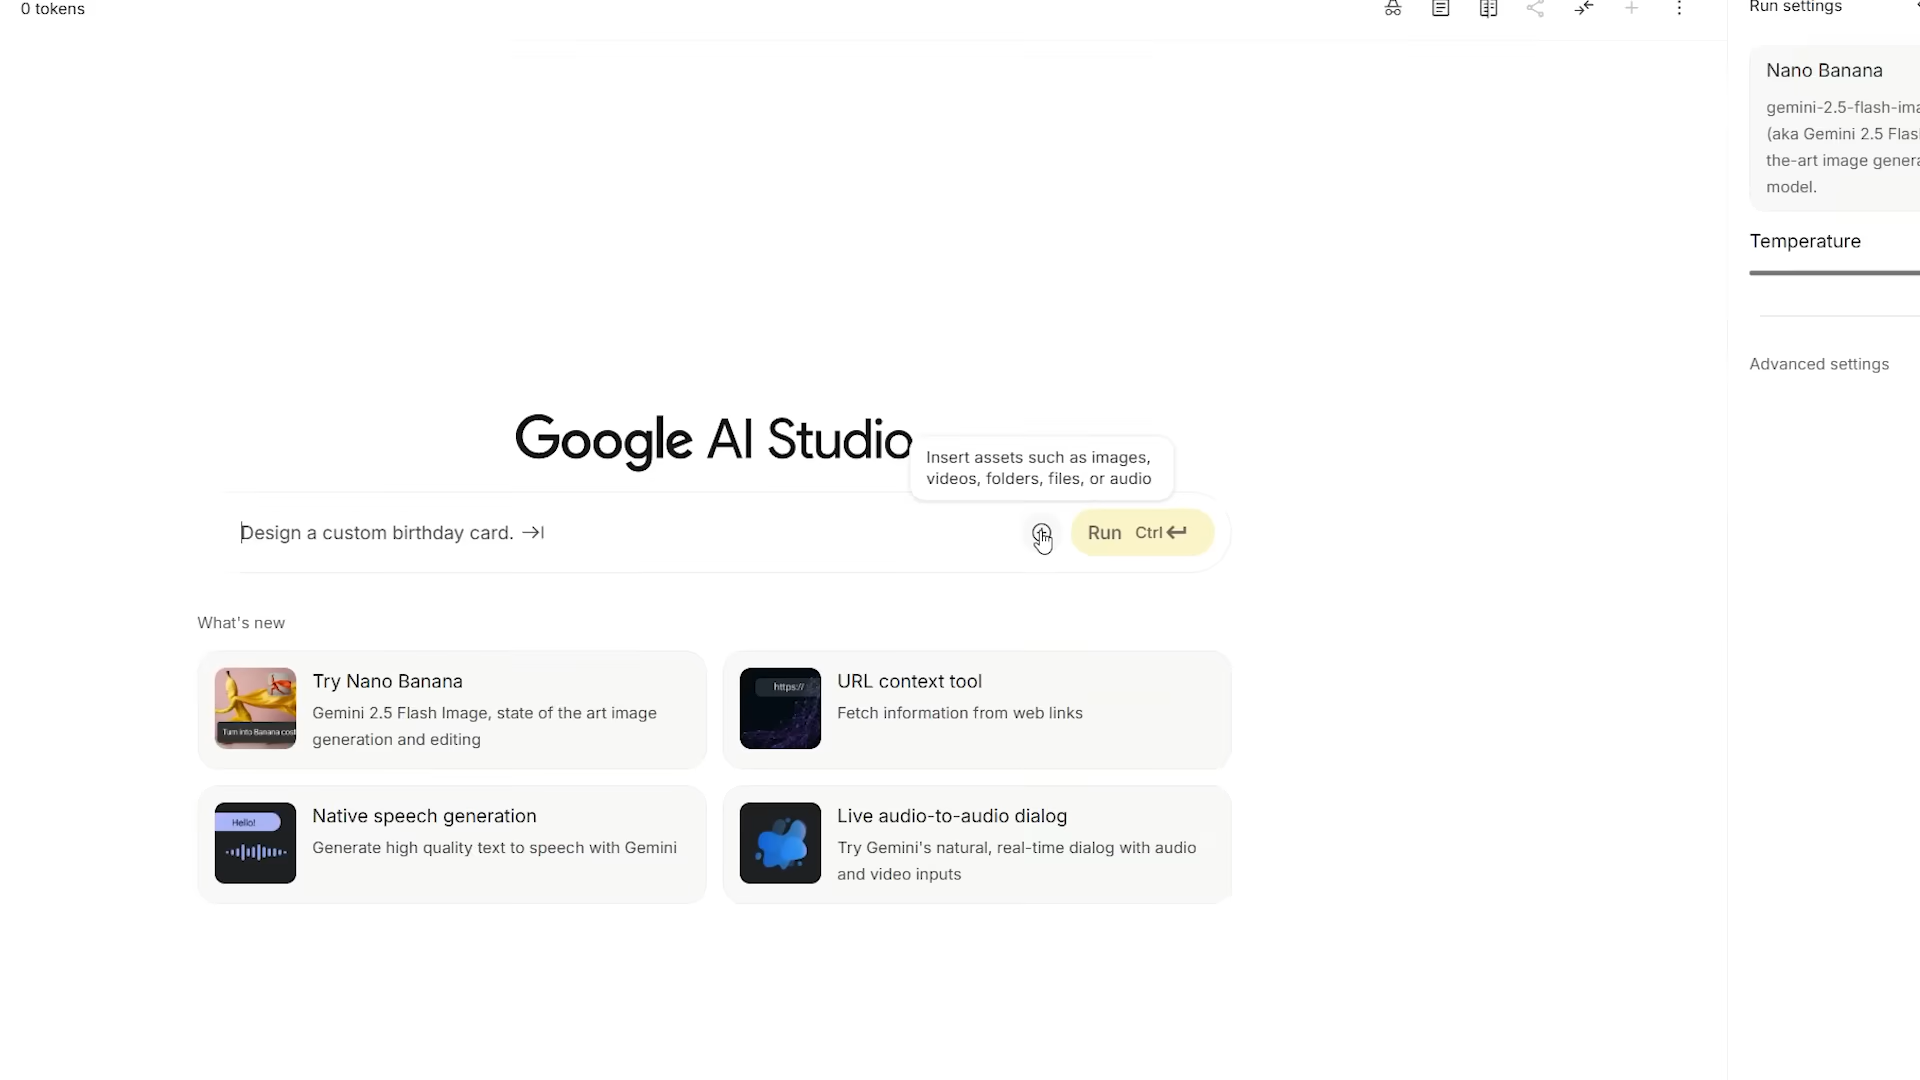 0 tokens
Run settings
Nano Banana
gemini-2.5-flash-ima
(aka Gemini 2.5 Flas
the-art image genera
model.
Temperature
Advanced settings
Google AI Studio
Insert assets such as images,
videos, folders, files, or audio
Design a custom birthday card.
Run Ctrl
What's new
Try Nano Banana
Gemini 2.5 Flash Image, state of the art image
generation and editing
Turn into Banana cost
URL context tool
Fetch information from web links
https://
Native speech generation
Generate high quality text to speech with Gemini
Hello!
Live audio-to-audio dialog
Try Gemini's natural, real-time dialog with audio
and video inputs